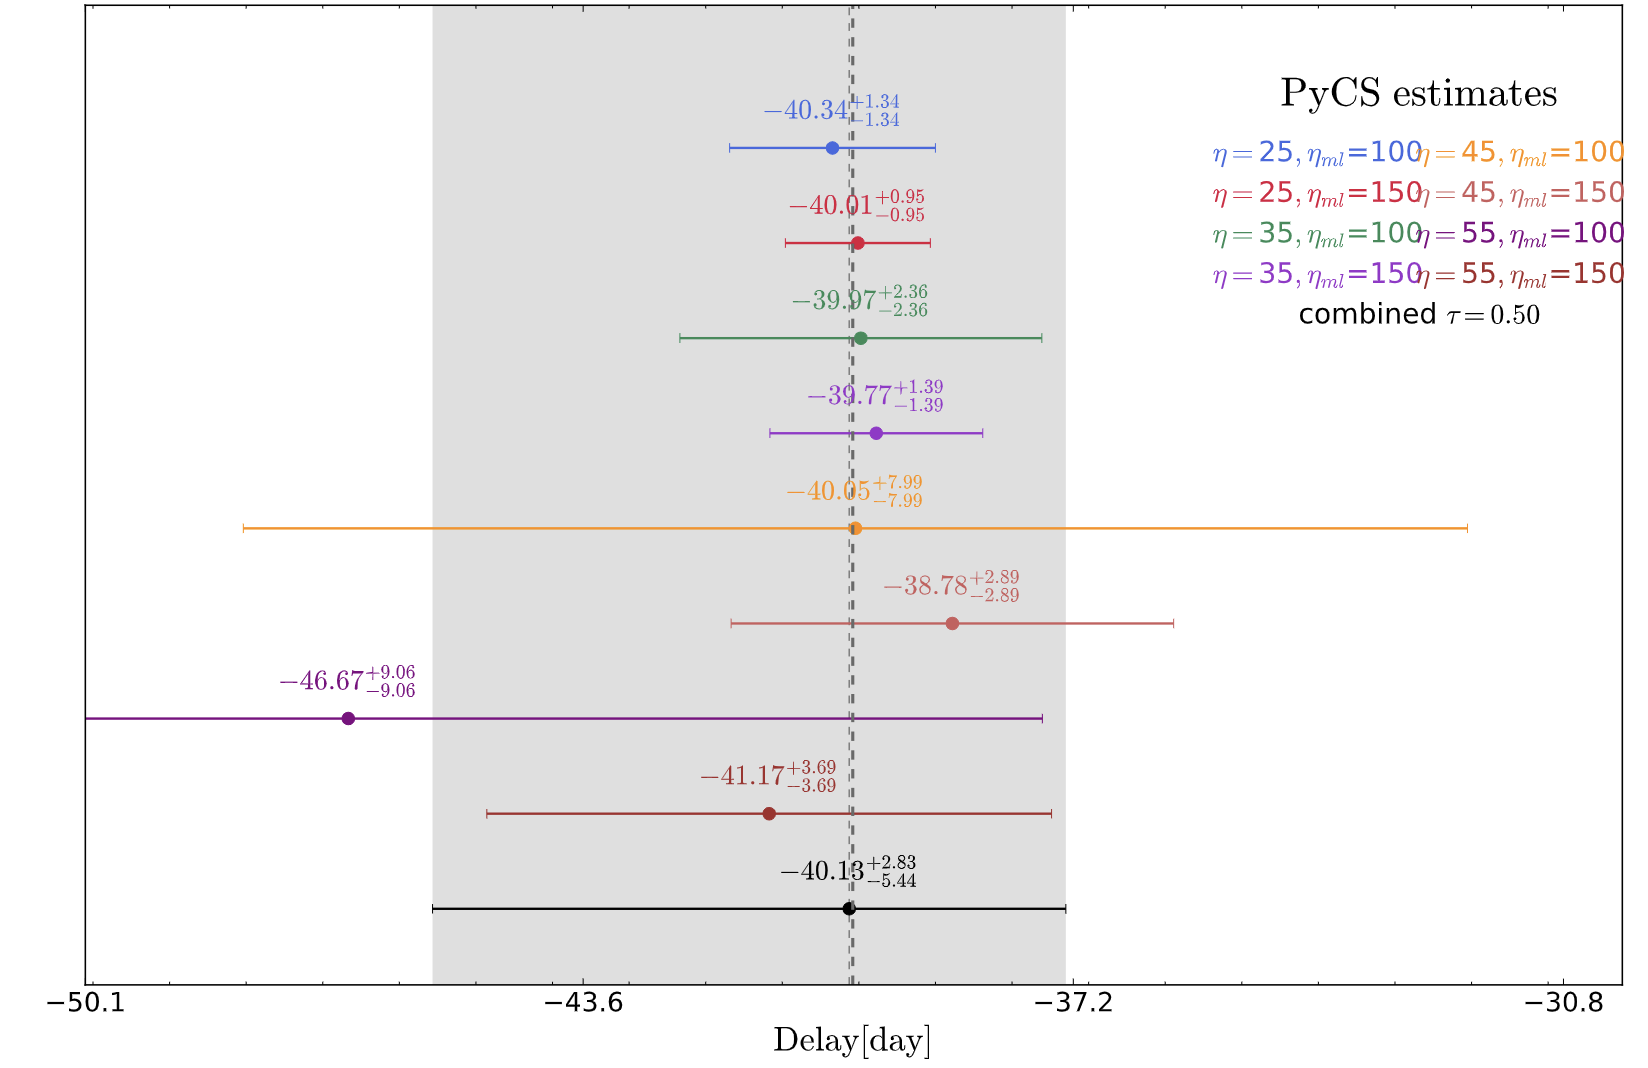 PyCS estimates
−40.34 +1.34 −1.34
η = 25, η_ml=100 η = 45, η_ml=100
η = 25, η_ml=150 η = 45, η_ml=150
−40.01 +0.95 −0.95
η = 35, η_ml=100 η = 55, η_ml=100
η = 35, η_ml=150 η = 55, η_ml=150
−39.97 +2.36 −2.36
combined τ = 0.50
−39.77 +1.39 −1.39
−40.05 +7.99 −7.99
−38.78 +2.89 −2.89
−46.67 +9.06 −9.06
−41.17 +3.69 −3.69
−40.13 +2.83 −5.44
−50.1 −43.6 −37.2 −30.8
Delay[day]